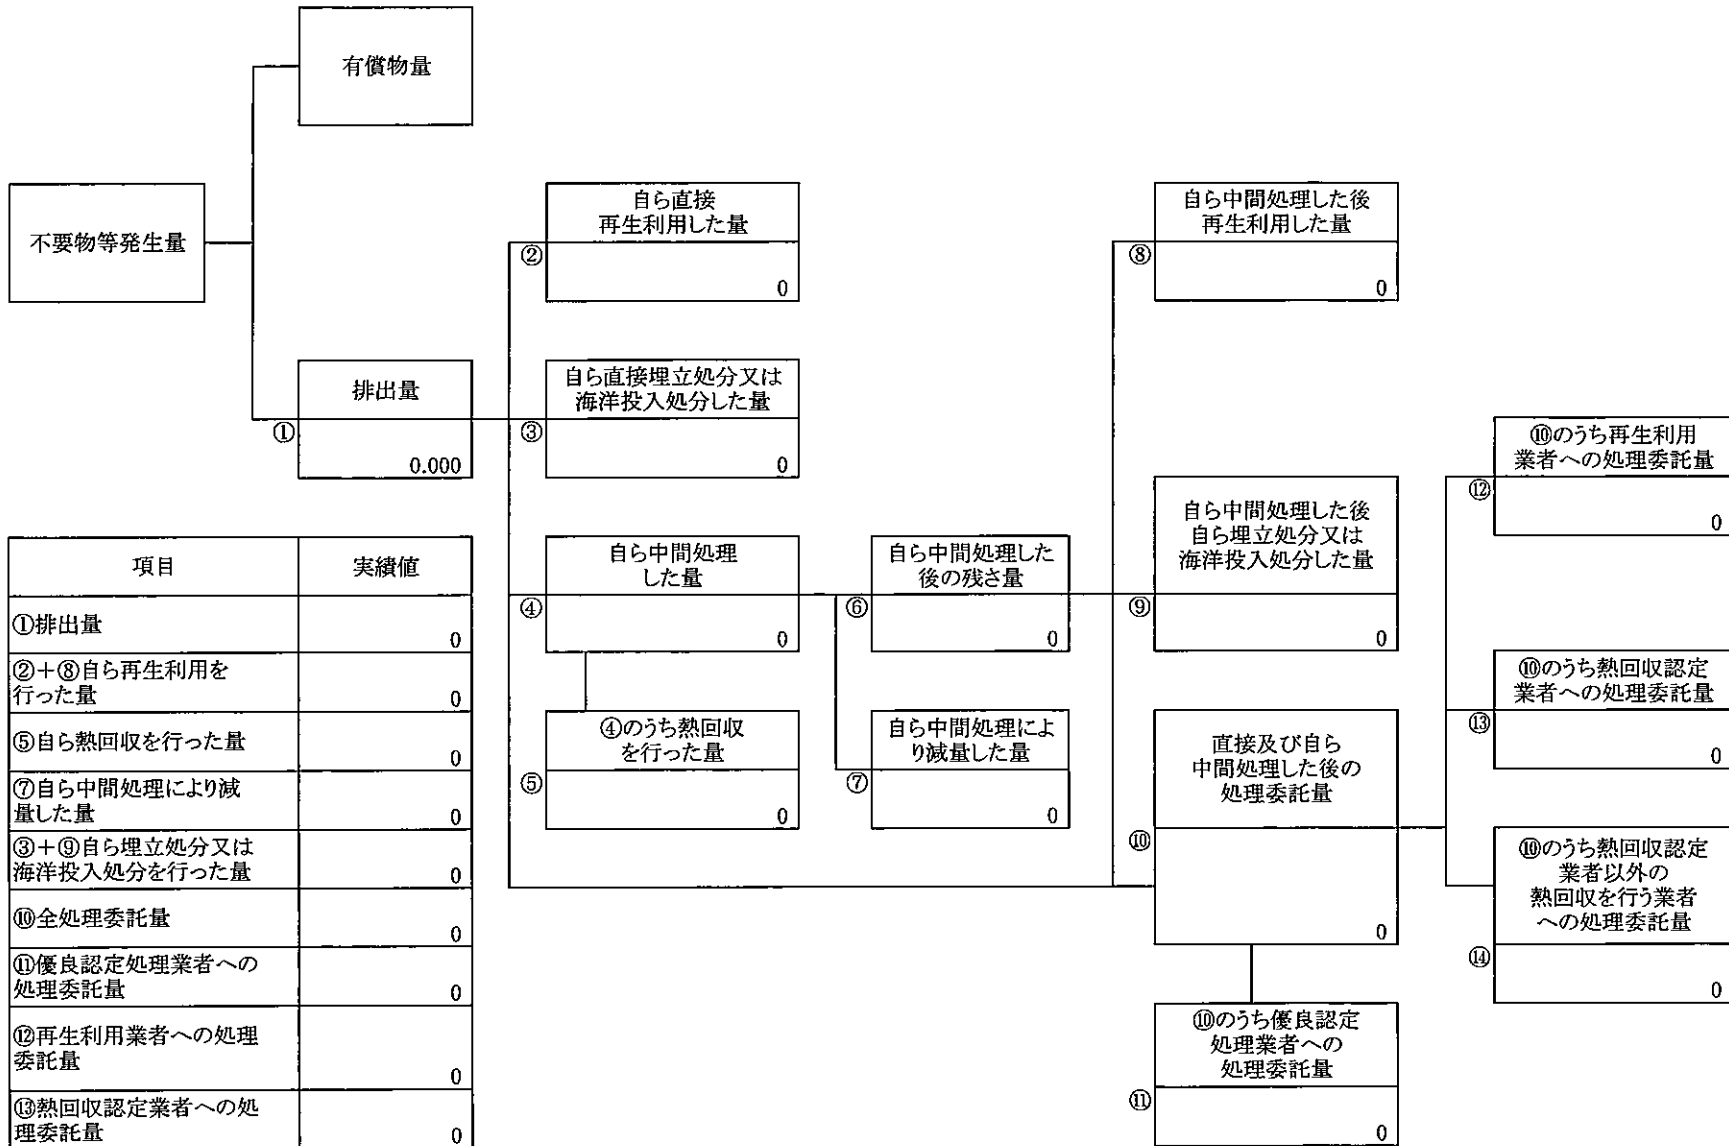 有償物量
不要物等発生量
自ら直接
再生利用した量
②
0
自ら中間処理した後
再生利用した量
⑧
0
排出量
①
0.000
自ら直接埋立処分又は
海洋投入処分した量
③
0
⑩のうち再生利用
業者への処理委託量
⑫
0
自ら中間処理
した量
④
0
自ら中間処理した
後の残さ量
⑥
0
自ら中間処理した後
自ら埋立処分又は
海洋投入処分した量
⑨
0
⑩のうち熱回収認定
業者への処理委託量
⑬
0
④のうち熱回収
を行った量
⑤
0
自ら中間処理によ
り減量した量
⑦
0
直接及び自ら
中間処理した後の
処理委託量
⑩
0
⑩のうち熱回収認定
業者以外の
熱回収を行う業者
への処理委託量
⑭
0
⑩のうち優良認定
処理業者への
処理委託量
⑪
0
項目 実績値
①排出量
0
②+⑧自ら再生利用を
行った量
0
⑤自ら熱回収を行った量
0
⑦自ら中間処理により減
量した量
0
③+⑨自ら埋立処分又は
海洋投入処分を行った量
0
⑩全処理委託量
0
⑪優良認定処理業者への
処理委託量
0
⑫再生利用業者への処理
委託量
0
⑬熱回収認定業者への処
理委託量
0